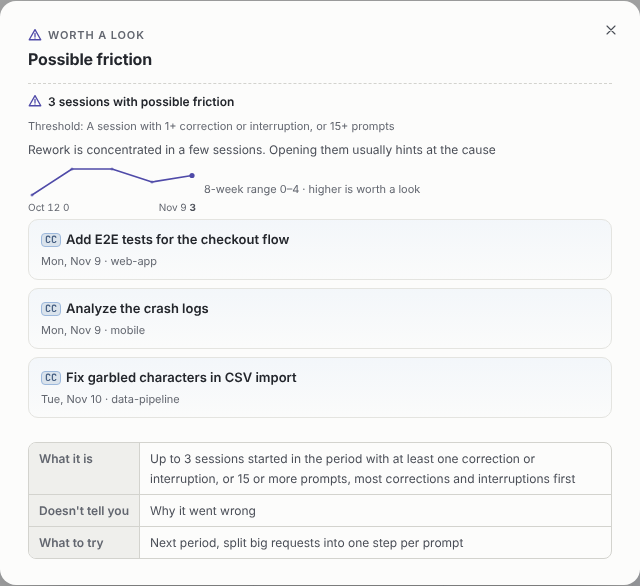 WORTH A LOOK
Possible friction
3 sessions with possible friction
Threshold: A session with 1+ correction or interruption, or 15+ prompts
Rework is concentrated in a few sessions. Opening them usually hints at the cause
8-week range 0–4 · higher is worth a look
Oct 12 0
Nov 9 3
CC Add E2E tests for the checkout flow
Mon, Nov 9 · web-app
CC Analyze the crash logs
Mon, Nov 9 · mobile
CC Fix garbled characters in CSV import
Tue, Nov 10 · data-pipeline
What it is
Up to 3 sessions started in the period with at least one correction or
interruption, or 15 or more prompts, most corrections and interruptions first
Doesn't tell you
Why it went wrong
What to try
Next period, split big requests into one step per prompt